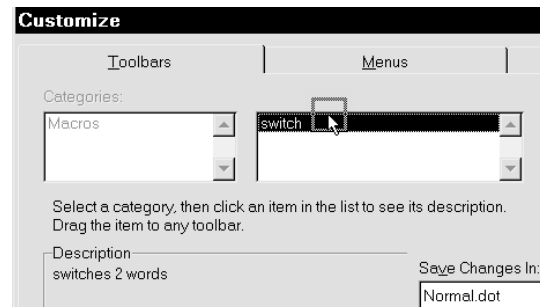 Customize
Toolbars Menus
Categories:
Macros switch
Select a category, then click an item in the list to see its description.
Drag the item to any toolbar.
Description
switches 2 words
Save Changes In:
Normal.dot